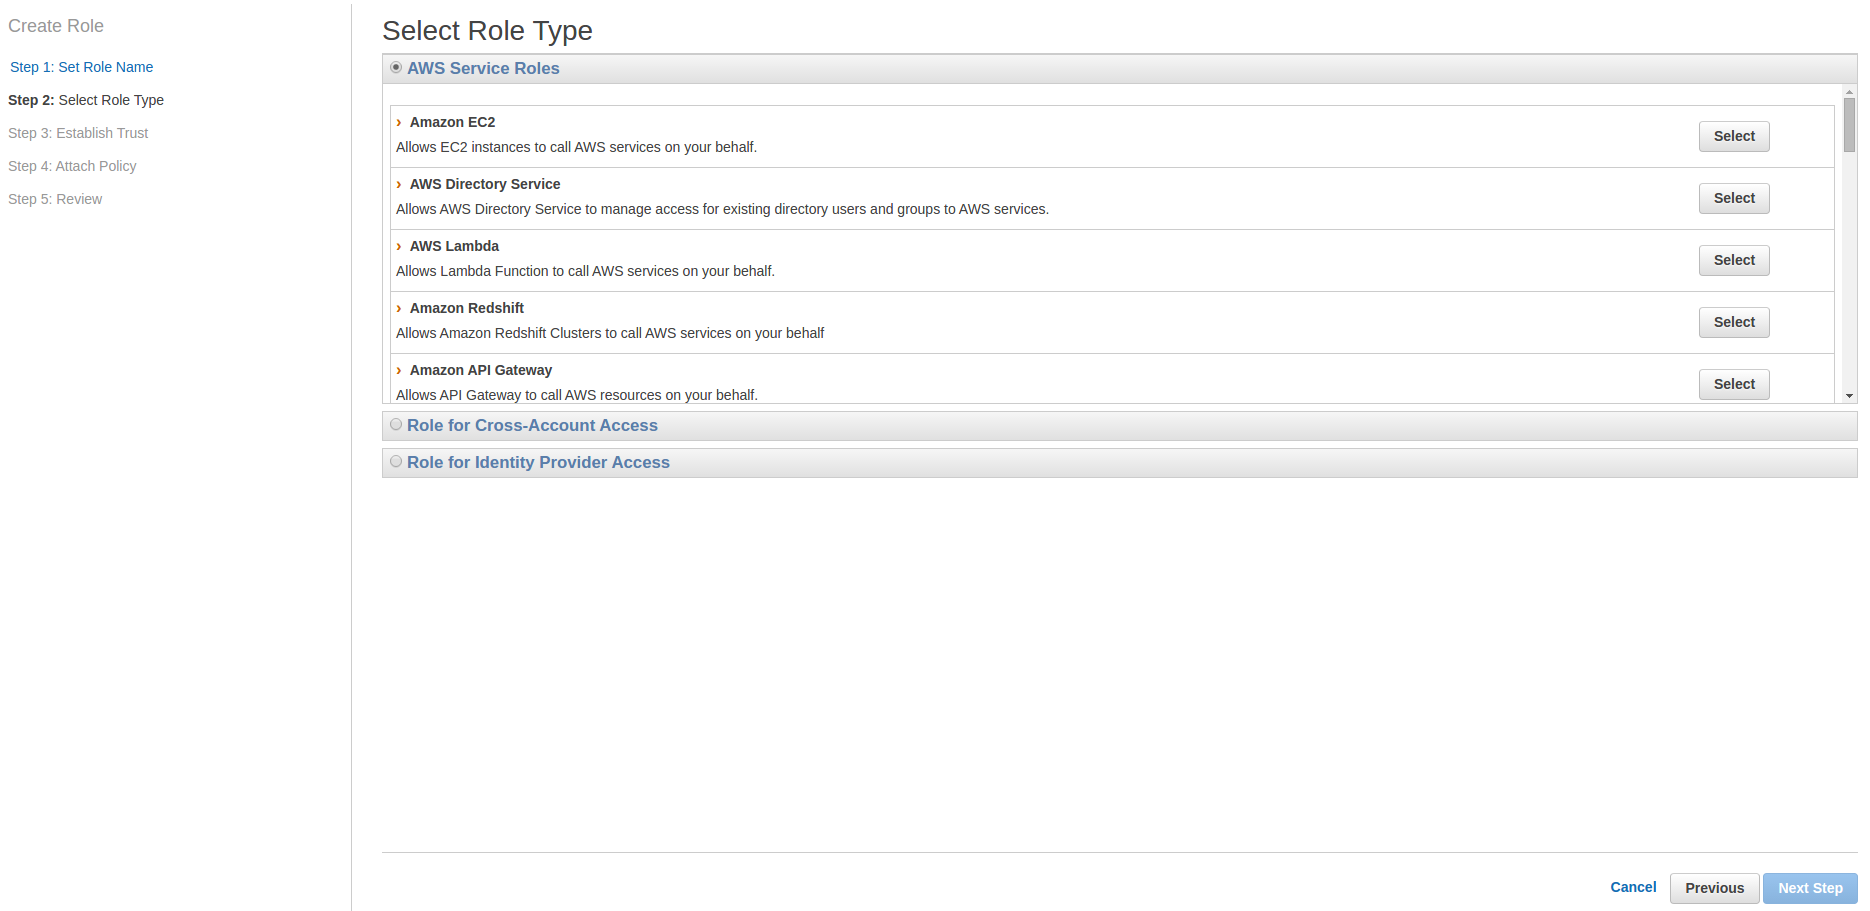 Create Role
Step 1: Set Role Name
Step 2: Select Role Type
Step 3: Establish Trust
Step 4: Attach Policy
Step 5: Review
Select Role Type
AWS Service Roles
Amazon EC2
Allows EC2 instances to call AWS services on your behalf.
Select
AWS Directory Service
Allows AWS Directory Service to manage access for existing directory users and groups to AWS services.
Select
AWS Lambda
Allows Lambda Function to call AWS services on your behalf.
Select
Amazon Redshift
Allows Amazon Redshift Clusters to call AWS services on your behalf
Select
Amazon API Gateway
Allows API Gateway to call AWS resources on your behalf.
Select
Role for Cross-Account Access
Role for Identity Provider Access
Cancel
Previous
Next Step